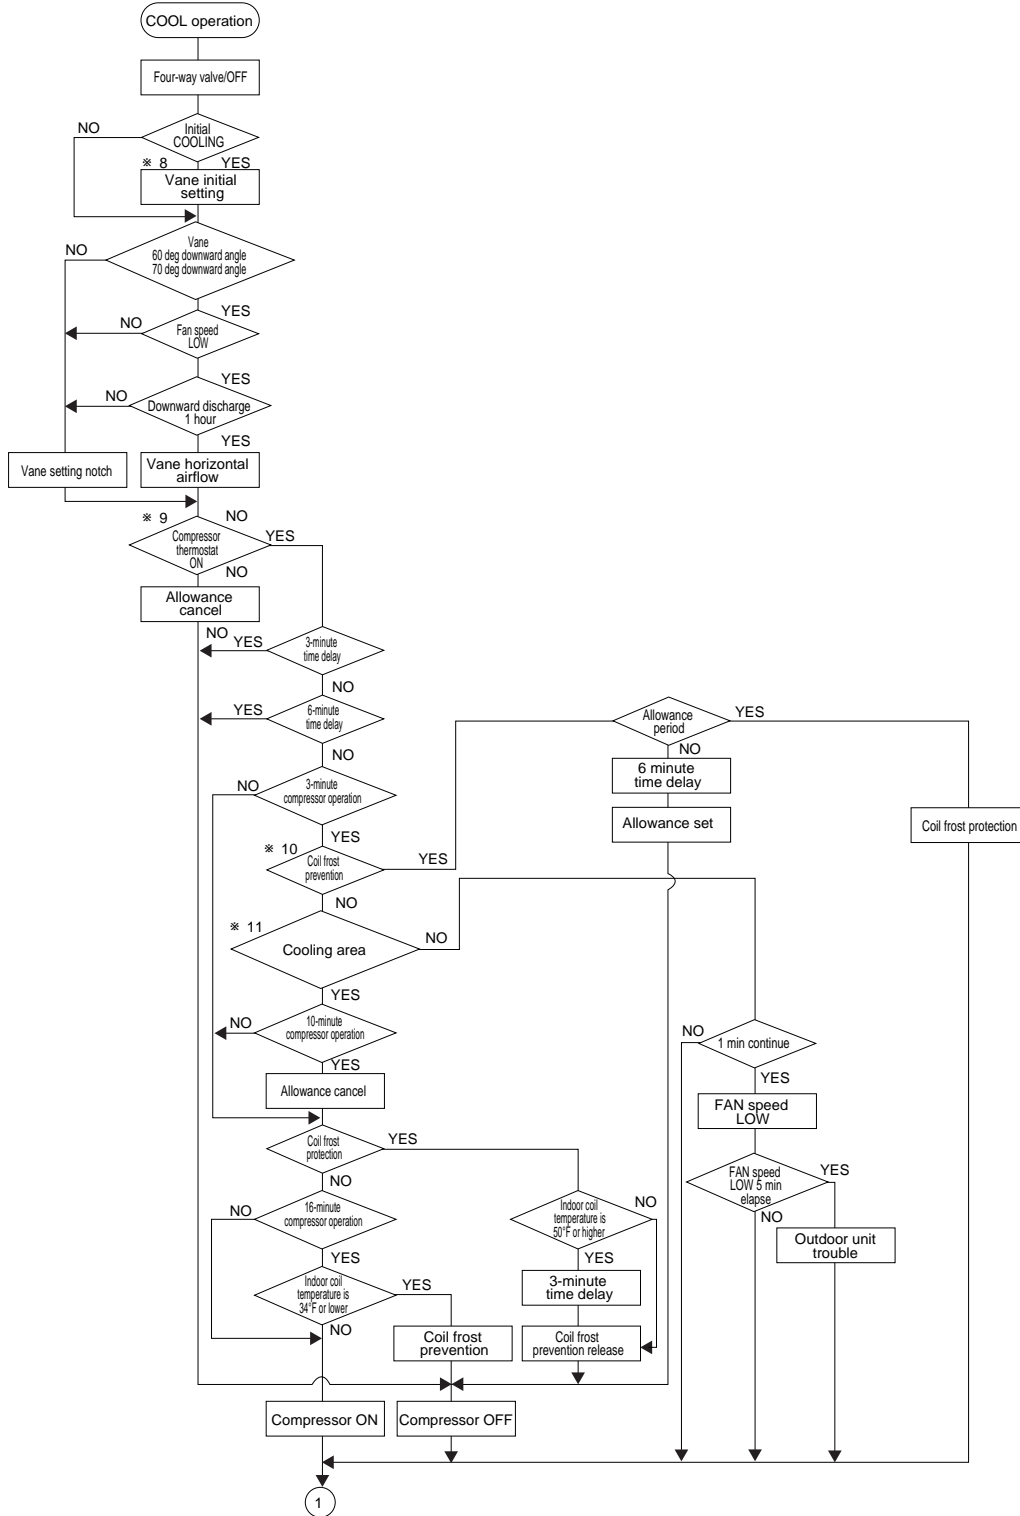 COOL operation
Four-way valve/OFF
NO
Initial
COOLING
※ 8
YES
Vane initial
setting
NO
Vane
60 deg downward angle
70 deg downward angle
YES
NO
Fan speed
LOW
YES
NO
Downward discharge
1 hour
YES
Vane setting notch
Vane horizontal
airflow
※ 9
NO
YES
Compressor
thermostat
ON
NO
Allowance
cancel
NO
YES
3-minute
time delay
NO
YES
6-minute
time delay
NO
Allowance
period
YES
NO
6 minute
time delay
NO
3-minute
compressor operation
YES
Allowance set
Coil frost protection
※ 10
Coil frost
prevention
YES
NO
※ 11
Cooling area
NO
YES
NO
10-minute
compressor operation
YES
NO
1 min continue
YES
Allowance cancel
FAN speed
LOW
Coil frost
protection
YES
NO
FAN speed
LOW 5 min
elapse
YES
NO
NO
16-minute
compressor operation
YES
Indoor coil
temperature is
50°F or higher
NO
YES
Outdoor unit
trouble
Indoor coil
temperature is
34°F or lower
YES
NO
3-minute
time delay
Coil frost
prevention
Coil frost
prevention release
Compressor ON
Compressor OFF
1